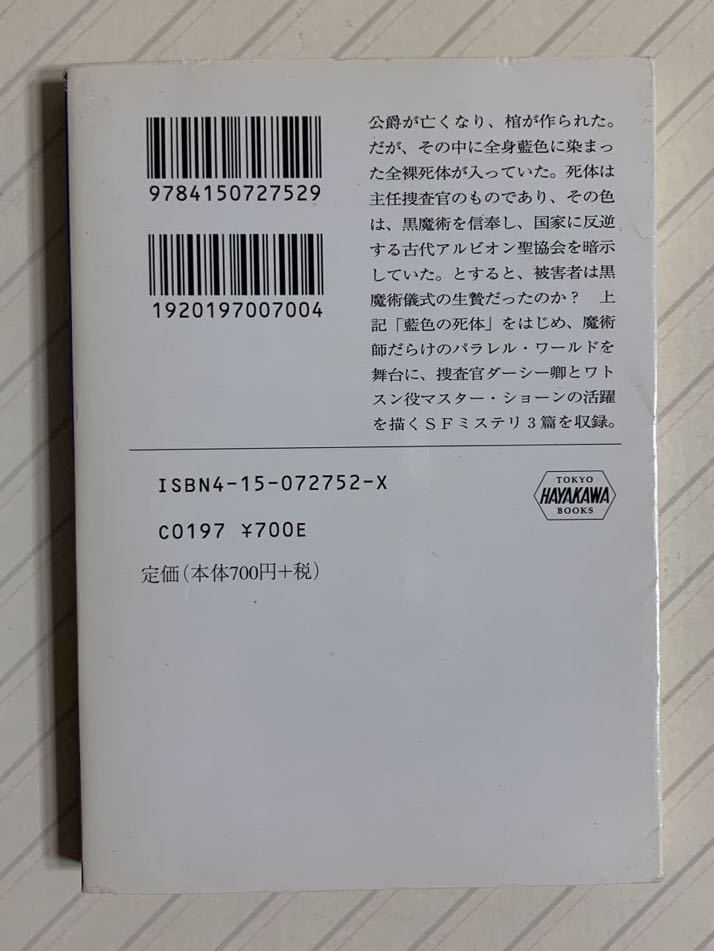 9784150727529
1920197007004
公爵が亡くなり、棺が作られた。
だが、その中に全身藍色に染まっ
た全裸死体が入っていた。死体は
主任捜査官のものであり、その色
は、黒魔術を信奉し、国家に反逆
する古代アルビオン聖協会を暗示
していた。とすると、被害者は黒
魔術儀式の生贄だったのか？　上
記「藍色の死体」をはじめ、魔術
師だらけのパラレル・ワールドを
舞台に、捜査官ダーシー卿とワト
スン役マスター・ショーンの活躍
を描くＳＦミステリ３篇を収録。
ISBN4-15-072752-X
C0197 ¥700E
定価（本体700円+税）
TOKYO
HAYAKAWA
BOOKS